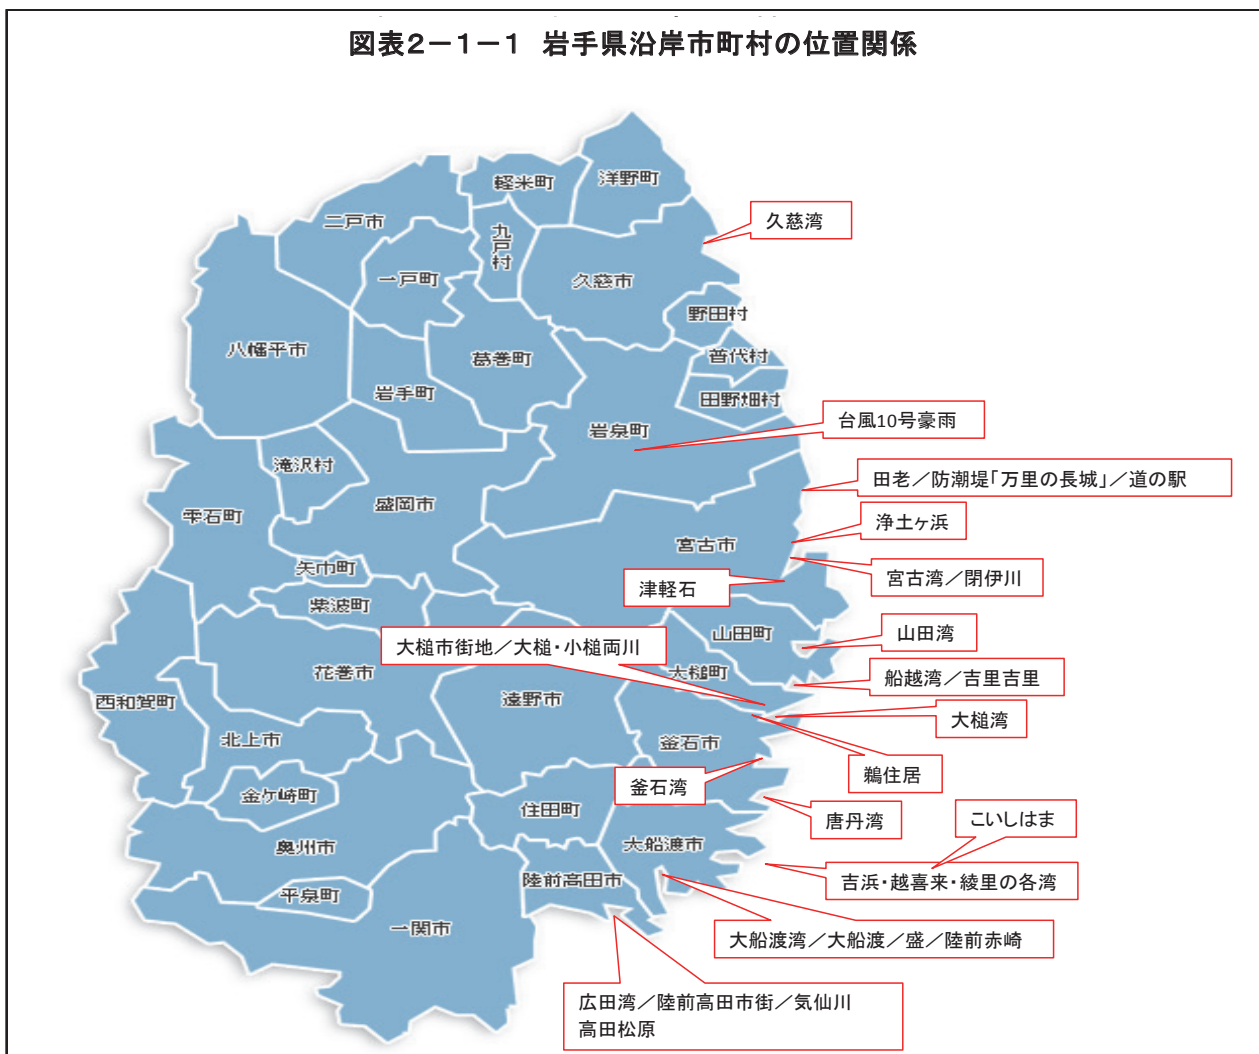 図表2-1-1 岩手県沿岸市町村の位置関係
洋野町
軽米町
二戸市
九戸村
久慈湾
一戸町
久慈市
野田村
八幡平市
葛巻町
普代村
岩手町
田野畑村
岩泉町
台風10号豪雨
滝沢村
田老／防潮堤「万里の長城」／道の駅
盛岡市
雫石町
浄土ヶ浜
宮古市
矢巾町
宮古湾／閉伊川
津軽石
紫波町
山田町
山田湾
大槌市街地／大槌・小槌両川
花巻市
大槌町
船越湾／吉里吉里
西和賀町
遠野市
大槌湾
北上市
釜石市
鵜住居
釜石湾
金ケ崎町
住田町
唐丹湾
こいしはま
奥州市
大船渡市
陸前高田市
吉浜・越喜来・綾里の各湾
平泉町
一関市
大船渡湾／大船渡／盛／陸前赤崎
広田湾／陸前高田市街／気仙川
高田松原